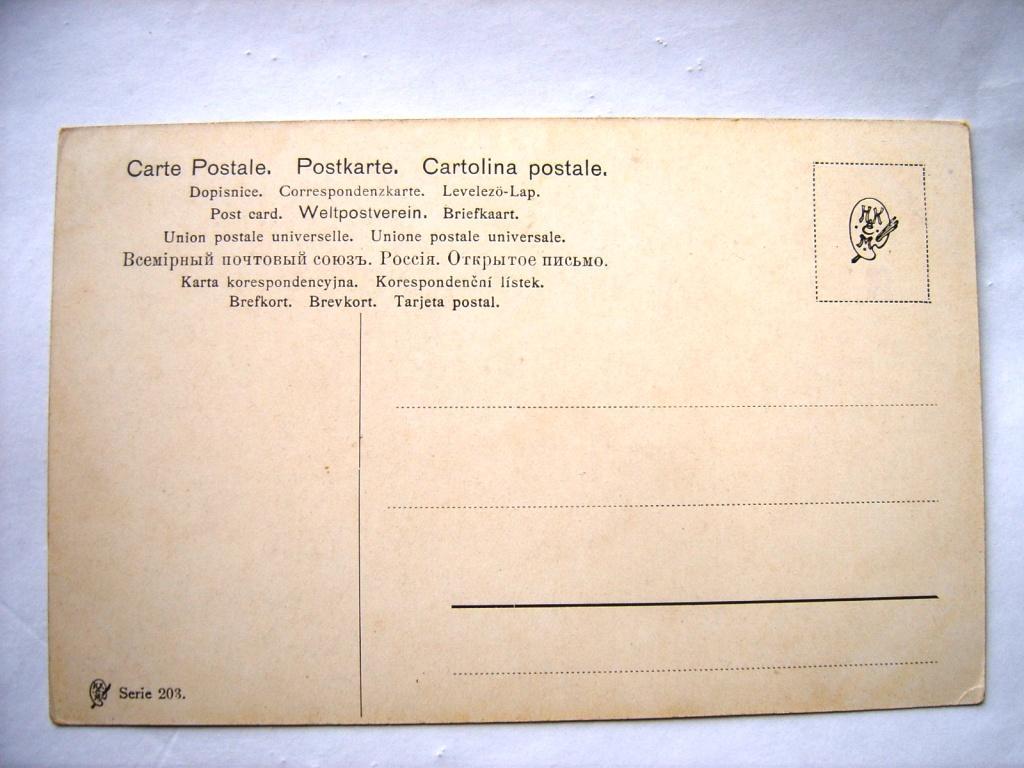 Carte Postale. Postkarte. Cartolina postale.
Dopisnice. Correspondenzkarte. Levelezö-Lap.
Post card. Weltpostverein. Briefkaart.
Union postale universelle. Unione postale universale.
Всемірный почтовый союзъ. Россія. Открытое письмо.
Karta korespondencyjna. Korespondenční lístek.
Brefkort. Brevkort. Tarjeta postal.
Serie 203.